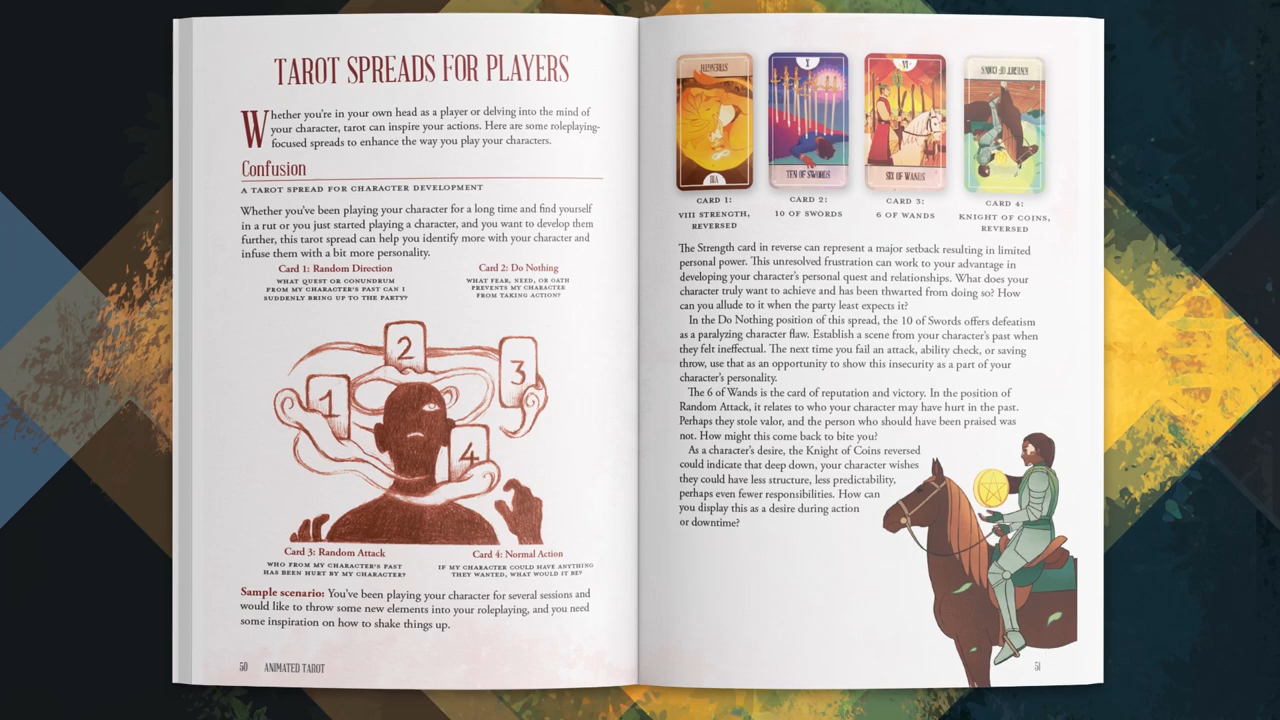 TAROT SPREADS FOR PLAYERS
Whether you're in your own head as a player or delving into the mind of
your character, tarot can inspire your actions. Here are some roleplaying-
focused spreads to enhance the way you play your characters.
Confusion
A TAROT SPREAD FOR CHARACTER DEVELOPMENT
Whether you've been playing your character for a long time and find yourself
in a rut or you just started playing a character, and you want to develop them
further, this tarot spread can help you identify more with your character and
infuse them with a bit more personality.
Card 1: Random Direction
WHAT QUEST OR CONUNDRUM
FROM MY CHARACTER'S PAST CAN I
SUDDENLY BRING UP TO THE PARTY?
Card 2: Do Nothing
WHAT FEAR, NEED, OR OATH
PREVENTS MY CHARACTER
FROM TAKING ACTION?
1
2
3
4
Card 3: Random Attack
WHO FROM MY CHARACTER'S PAST
HAS BEEN HURT BY MY CHARACTER?
Card 4: Normal Action
IF MY CHARACTER COULD HAVE ANYTHING
THEY WANTED, WHAT WOULD IT BE?
Sample scenario: You've been playing your character for several sessions and
would like to throw some new elements into your roleplaying, and you need
some inspiration on how to shake things up.
50 ANIMATED TAROT
STRENGTH
VIII
X
TEN OF SWORDS
VI
SIX OF WANDS
KNIGHT OF COINS
CARD 1:
VIII STRENGTH,
REVERSED
CARD 2:
10 OF SWORDS
CARD 3:
6 OF WANDS
CARD 4:
KNIGHT OF COINS,
REVERSED
The Strength card in reverse can represent a major setback resulting in limited
personal power. This unresolved frustration can work to your advantage in
developing your character's personal quest and relationships. What does your
character truly want to achieve and has been thwarted from doing so? How
can you allude to it when the party least expects it?
In the Do Nothing position of this spread, the 10 of Swords offers defeatism
as a paralyzing character flaw. Establish a scene from your character's past when
they felt ineffectual. The next time you fail an attack, ability check, or saving
throw, use that as an opportunity to show this insecurity as a part of your
character's personality.
The 6 of Wands is the card of reputation and victory. In the position of
Random Attack, it relates to who your character may have hurt in the past.
Perhaps they stole valor, and the person who should have been praised was
not. How might this come back to bite you?
As a character's desire, the Knight of Coins reversed
could indicate that deep down, your character wishes
they could have less structure, less predictability,
perhaps even fewer responsibilities. How can
you display this as a desire during action
or downtime?
51